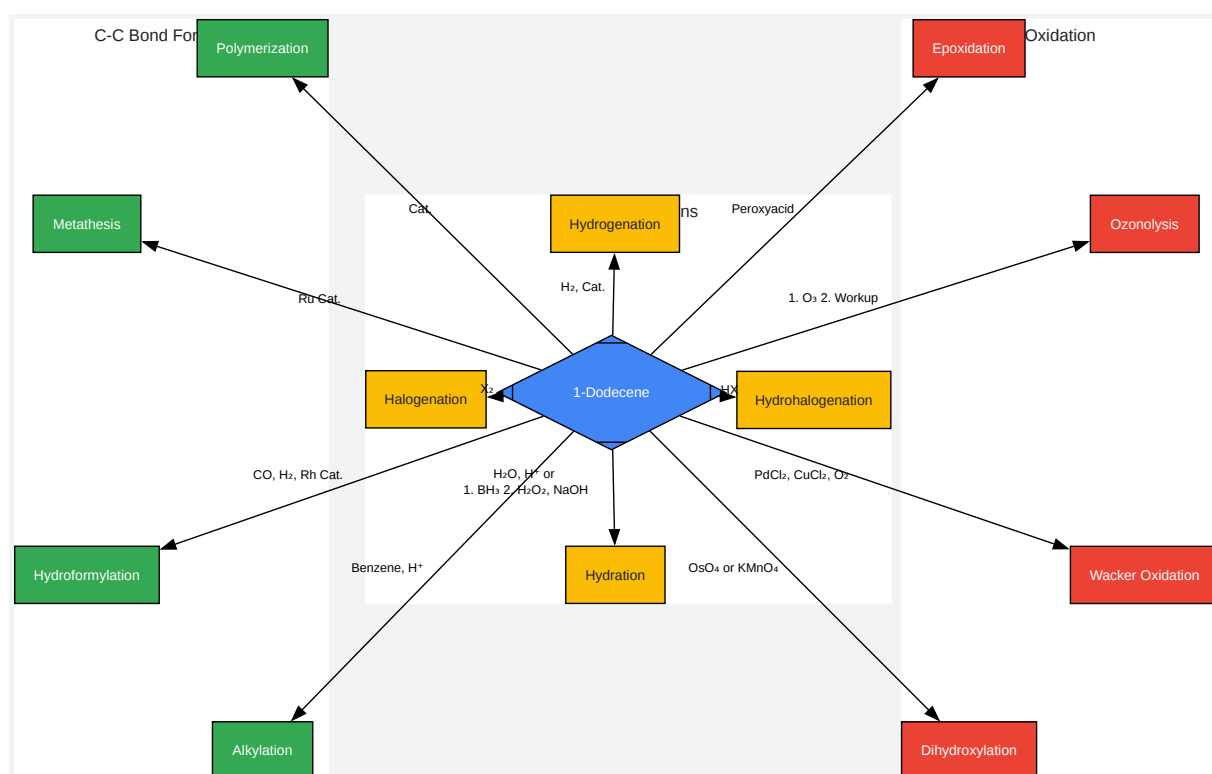 C-C Bond For
Polymerization
Epoxidation
Oxidation
Metathesis
Cat.
Hydrogenation
ns
Peroxyacid
Ozonolysis
Ru Cat.
H₂, Cat.
1. O₃ 2. Workup
Halogenation
X₂
1-Dodecene
HX
Hydrohalogenation
CO, H₂, Rh Cat.
H₂O, H⁺ or
1. BH₃ 2. H₂O₂, NaOH
PdCl₂, CuCl₂, O₂
Hydroformylation
Benzene, H⁺
Hydration
OsO₄ or KMnO₄
Wacker Oxidation
Alkylation
Dihydroxylation